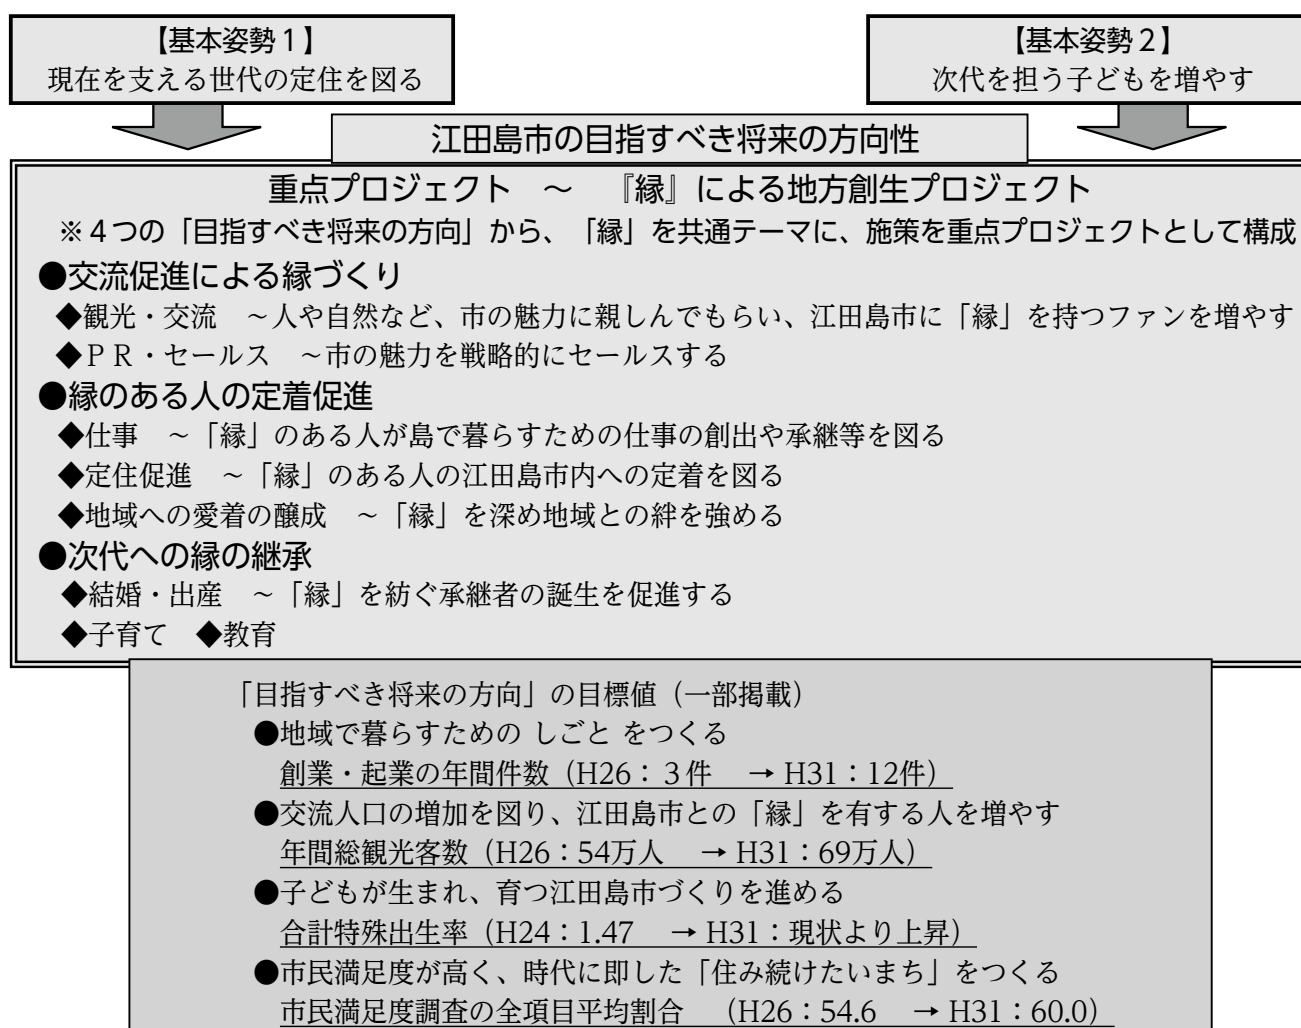 【基本姿勢1】
現在を支える世代の定住を図る
【基本姿勢2】
次代を担う子どもを増やす
江田島市の目指すべき将来の方向性
重点プロジェクト ～ 『縁』による地方創生プロジェクト
※4つの「目指すべき将来の方向」から、「縁」を共通テーマに、施策を重点プロジェクトとして構成
●交流促進による縁づくり
◆観光・交流 ～人や自然など、市の魅力に親しんでもらい、江田島市に「縁」を持つファンを増やす
◆PR・セールス ～市の魅力を戦略的にセールスする
●縁のある人の定着促進
◆仕事 ～「縁」のある人が島で暮らすための仕事の創出や承継等を図る
◆定住促進 ～「縁」のある人の江田島市内への定着を図る
◆地域への愛着の醸成 ～「縁」を深め地域との絆を強める
●次代への縁の継承
◆結婚・出産 ～「縁」を紡ぐ承継者の誕生を促進する
◆子育て ◆教育
「目指すべき将来の方向」の目標値（一部掲載）
●地域で暮らすための しごと をつくる
創業・起業の年間件数（H26：3件 → H31：12件）
●交流人口の増加を図り、江田島市との「縁」を有する人を増やす
年間総観光客数（H26：54万人 → H31：69万人）
●子どもが生まれ、育つ江田島市づくりを進める
合計特殊出生率（H24：1.47 → H31：現状より上昇）
●市民満足度が高く、時代に即した「住み続けたいまち」をつくる
市民満足度調査の全項目平均割合 （H26：54.6 → H31：60.0）